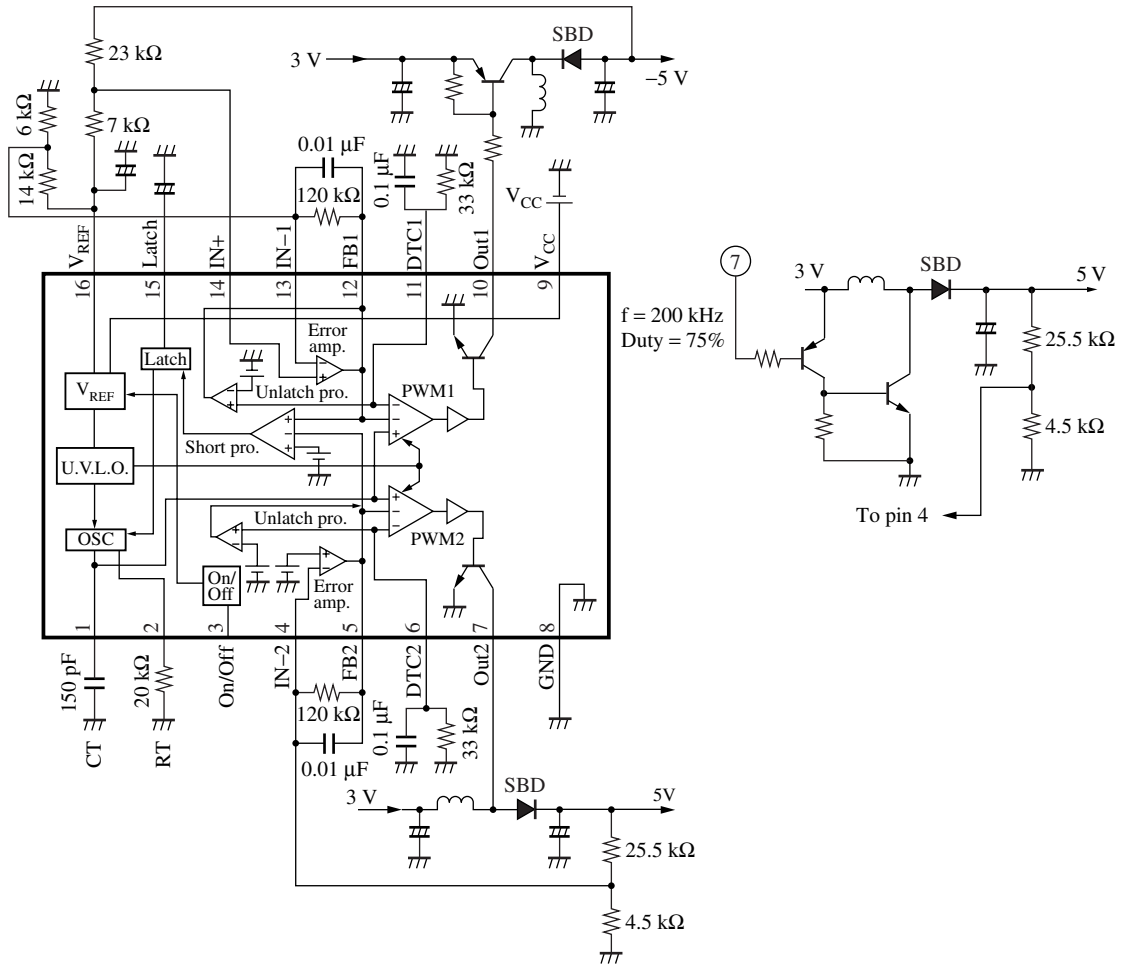 SBD
23 kΩ
3 V
−5 V
6 kΩ
7 kΩ
14 kΩ
0.01 µF
120 kΩ
0.1 µF
33 kΩ
VCC
VREF
Latch
IN+
IN−1
FB1
DTC1
Out1
VCC
16
15
14
13
12
11
10
9
Error
amp.
Latch
VREF
Unlatch pro.
PWM1
Short pro.
U.V.L.O.
Unlatch pro.
PWM2
OSC
On/
Off
Error
amp.
1
2
3
4
5
6
7
8
150 pF
CT
20 kΩ
RT
On/Off
IN−2
FB2
DTC2
Out2
GND
120 kΩ
0.01 µF
0.1 µF
33 kΩ
3 V
SBD
5V
25.5 kΩ
4.5 kΩ
7
f = 200 kHz
Duty = 75%
3 V
SBD
5 V
25.5 kΩ
4.5 kΩ
To pin 4